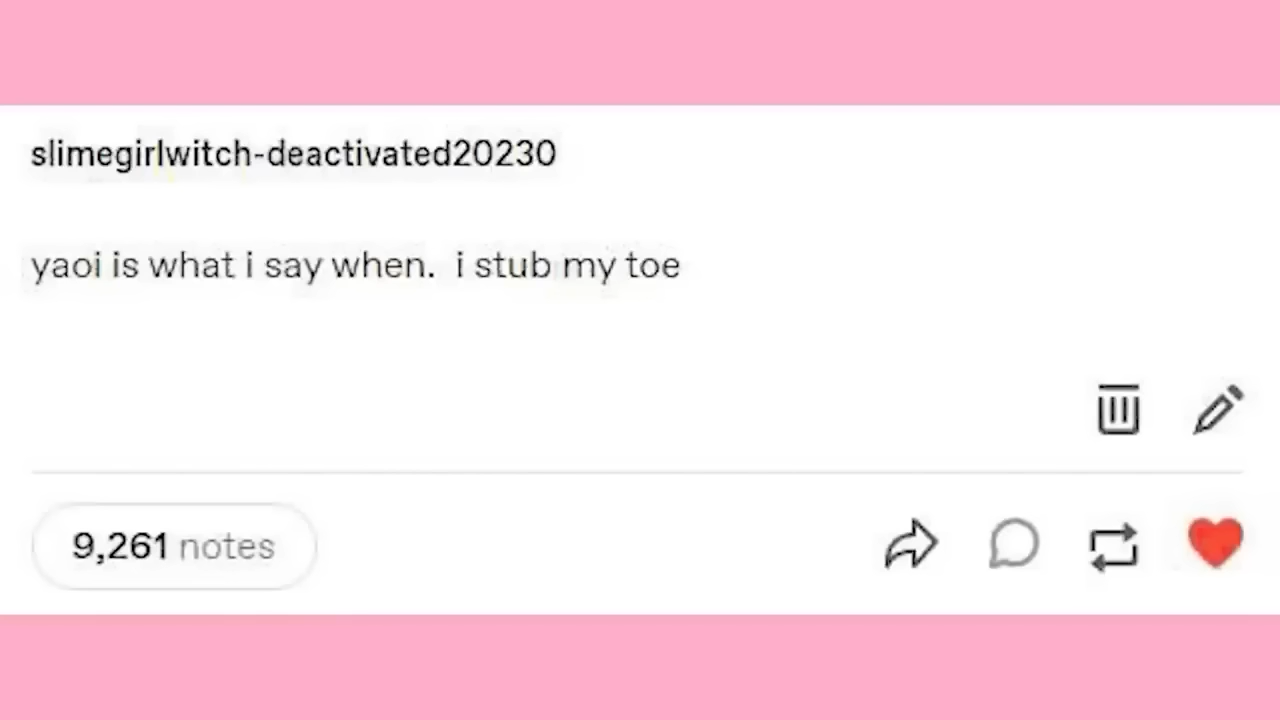 slimegirlwitch-deactivated20230
yaoi is what i say when.  i stub my toe
9,261 notes